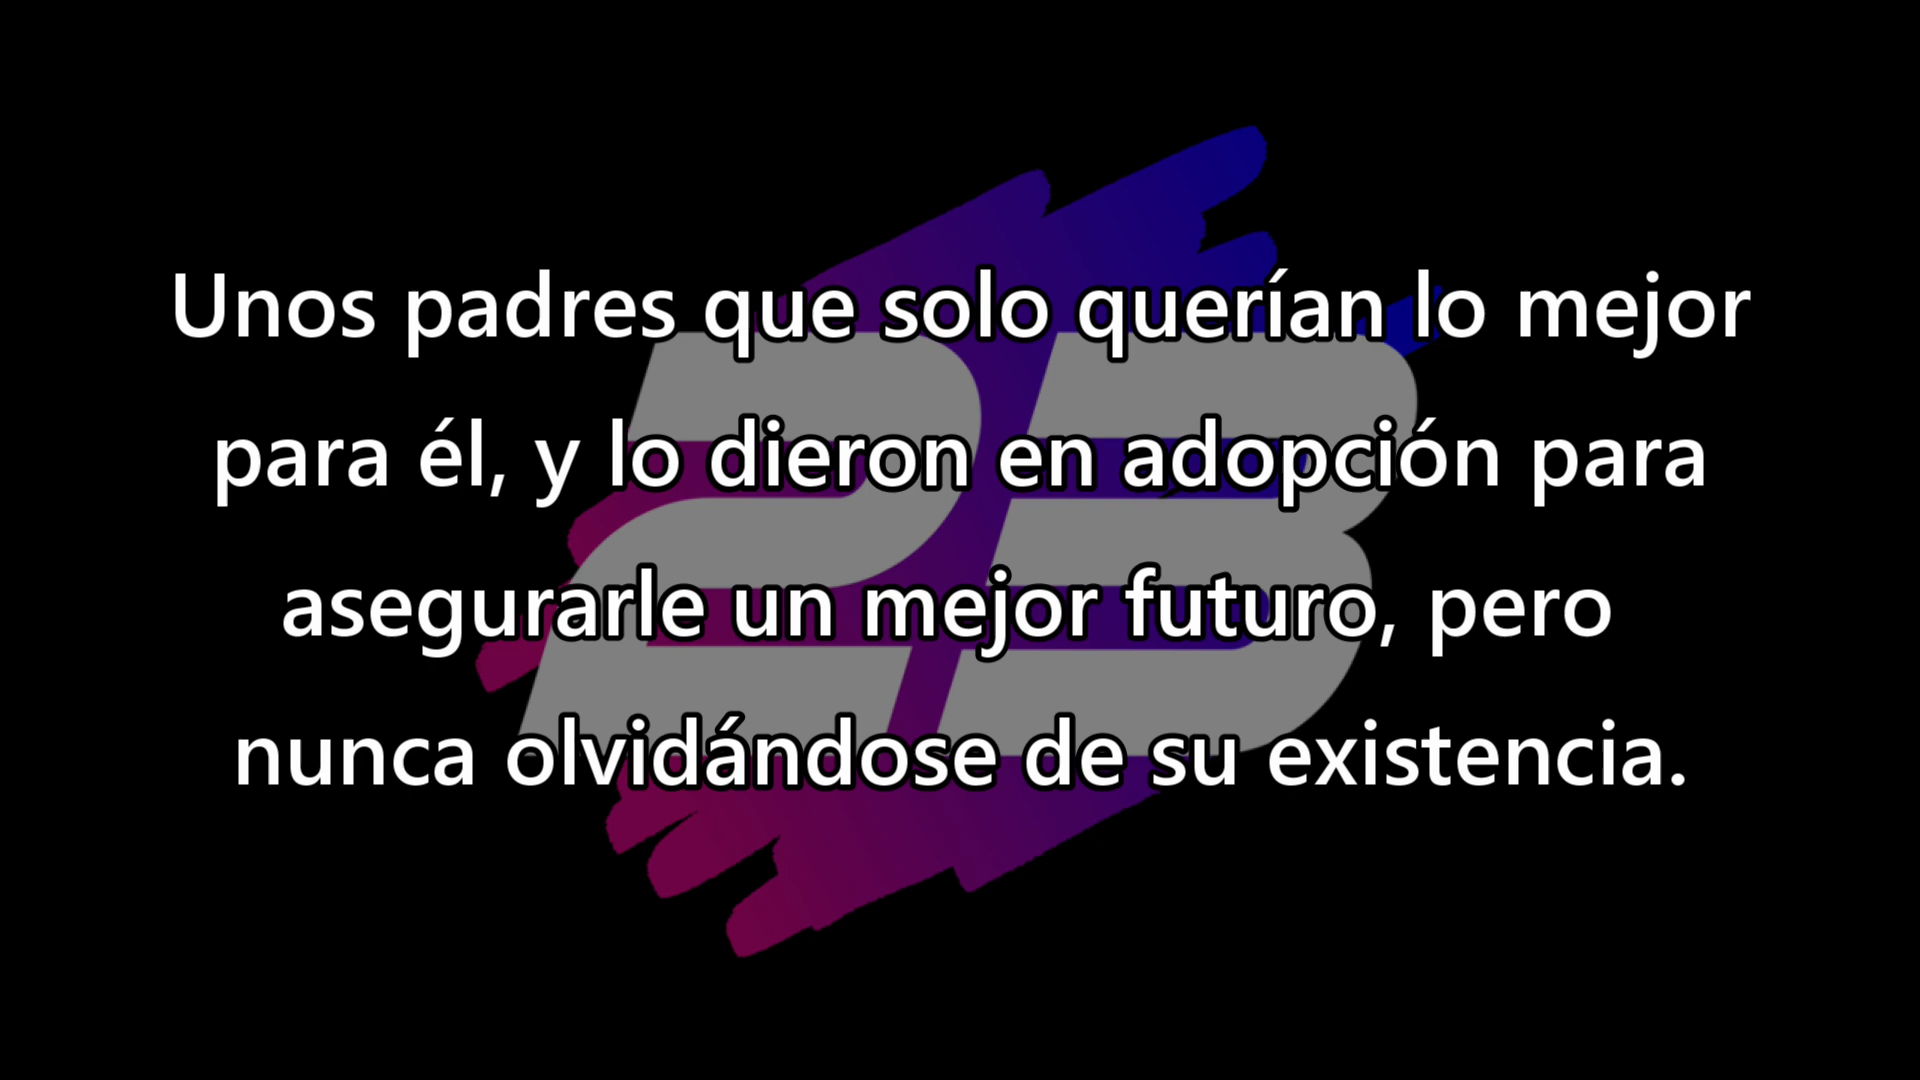 Unos padres que solo querían lo mejor
para él, y lo dieron en adopción para
asegurarle un mejor futuro, pero
nunca olvidándose de su existencia.
2B